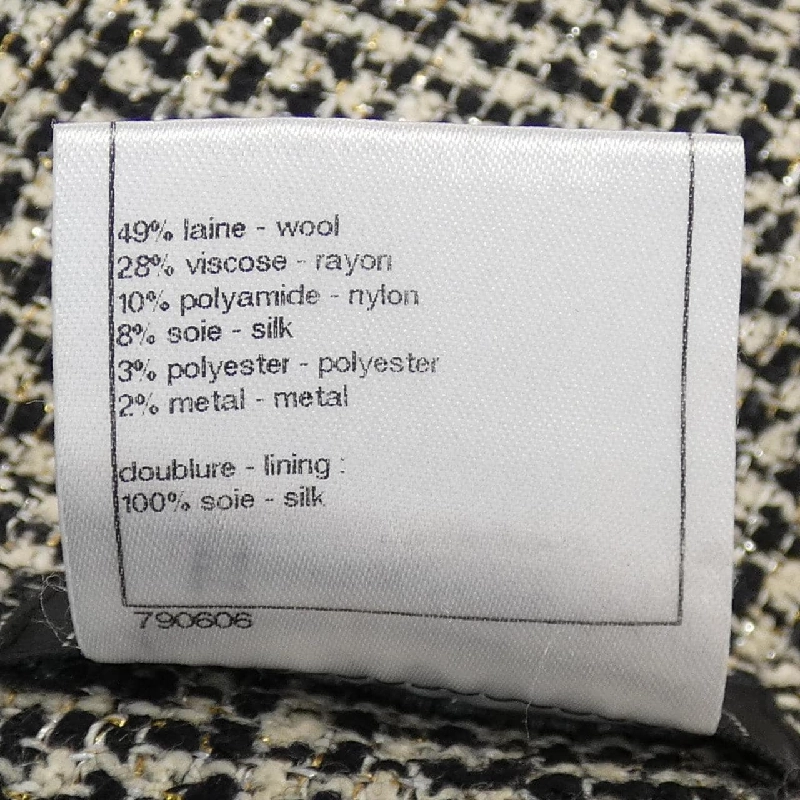 49% laine - wool
28% viscose - rayon
10% polyamide - nylon
8% soie - silk
3% polyester - polyester
2% metal - metal
doublure - lining :
100% soie - silk
790606